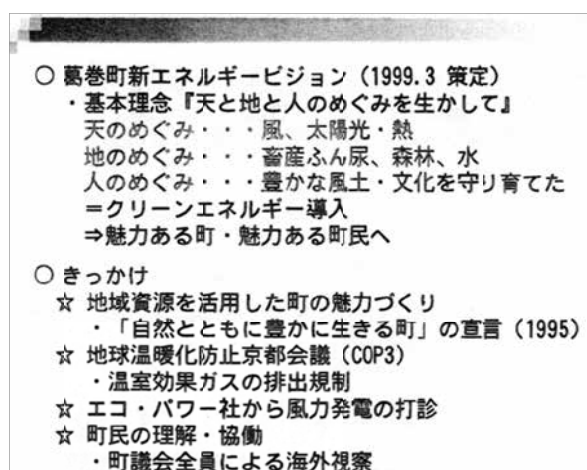 ○ 葛巻町新エネルギービジョン（1999.3 策定）
・基本理念『天と地と人のめぐみを生かして』
天のめぐみ・・・風、太陽光・熱
地のめぐみ・・・畜産ふん尿、森林、水
人のめぐみ・・・豊かな風土・文化を守り育てた
＝クリーンエネルギー導入
⇒魅力ある町・魅力ある町民へ
○ きっかけ
☆ 地域資源を活用した町の魅力づくり
・「自然とともに豊かに生きる町」の宣言（1995）
☆ 地球温暖化防止京都会議（COP3）
・温室効果ガスの排出規制
☆ エコ・パワー社から風力発電の打診
☆ 町民の理解・協働
・町議会全員による海外視察